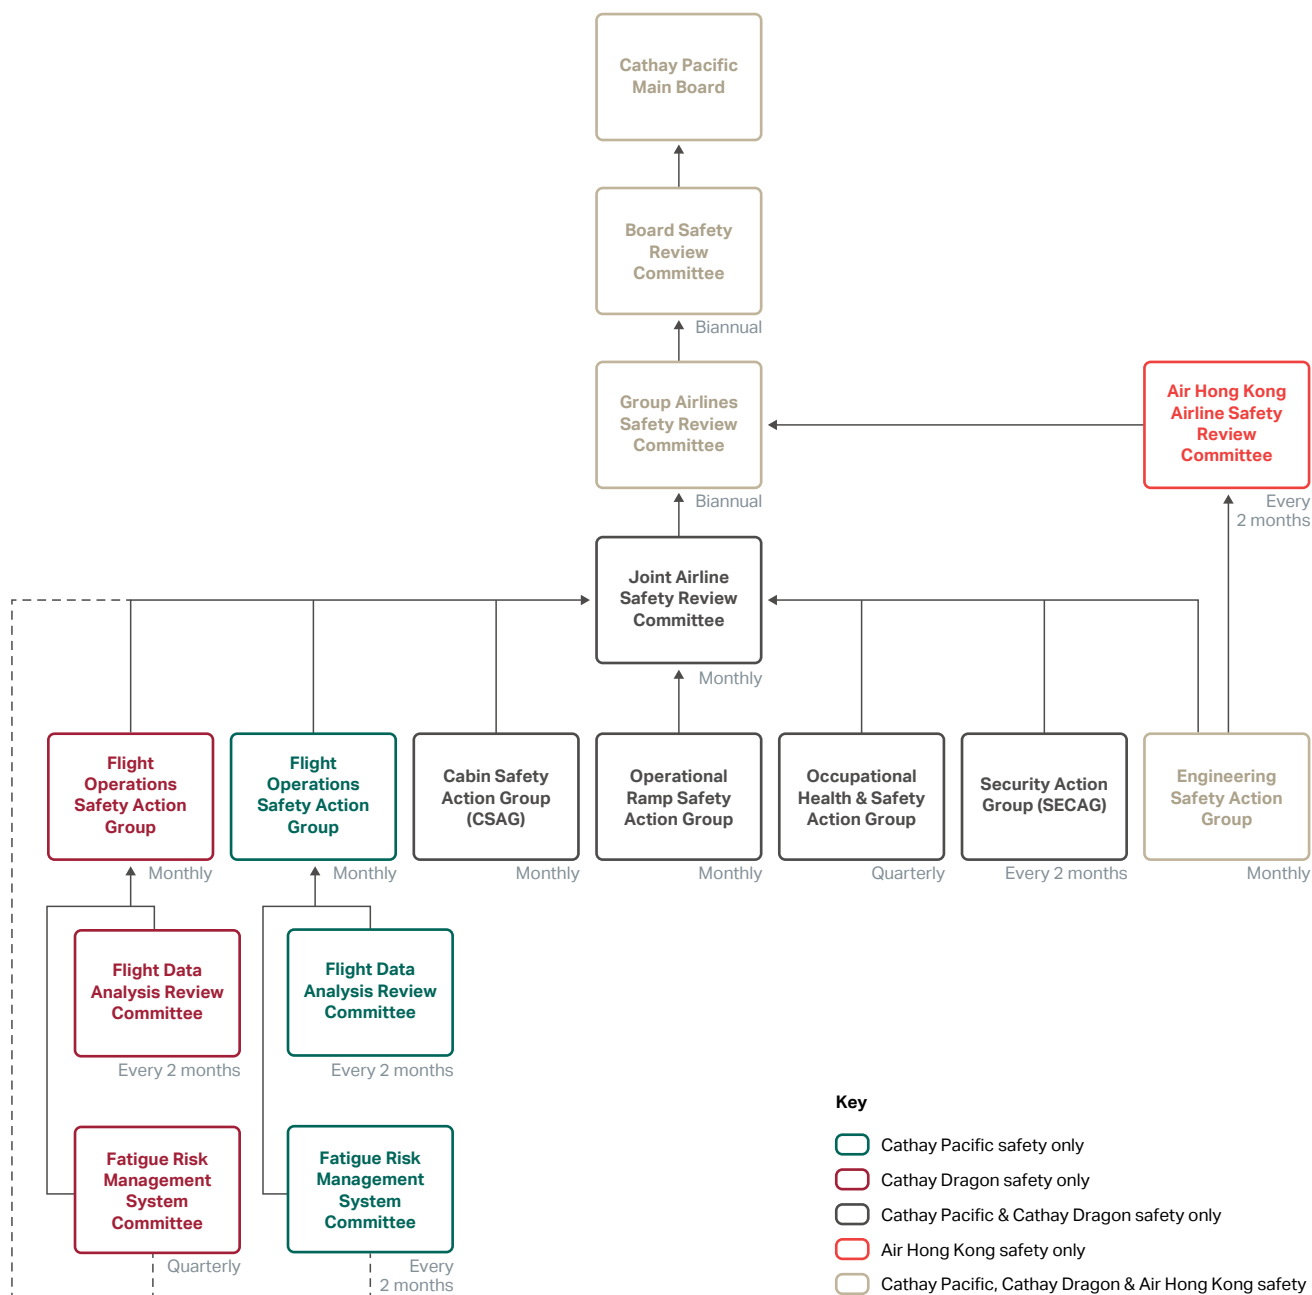 Cathay Pacific
Main Board
Board Safety
Review
Committee
Biannual
Group Airlines
Safety Review
Committee
Biannual
Air Hong Kong
Airline Safety
Review
Committee
Every
2 months
Joint Airline
Safety Review
Committee
Monthly
Flight
Operations
Safety Action
Group
Monthly
Flight
Operations
Safety Action
Group
Monthly
Cabin Safety
Action Group
(CSAG)
Monthly
Operational
Ramp Safety
Action Group
Monthly
Occupational
Health & Safety
Action Group
Quarterly
Security Action
Group (SECAG)
Every 2 months
Engineering
Safety Action
Group
Monthly
Flight Data
Analysis Review
Committee
Every 2 months
Flight Data
Analysis Review
Committee
Every 2 months
Fatigue Risk
Management
System
Committee
Quarterly
Fatigue Risk
Management
System
Committee
Every
2 months
Key
Cathay Pacific safety only
Cathay Dragon safety only
Cathay Pacific & Cathay Dragon safety only
Air Hong Kong safety only
Cathay Pacific, Cathay Dragon & Air Hong Kong safety